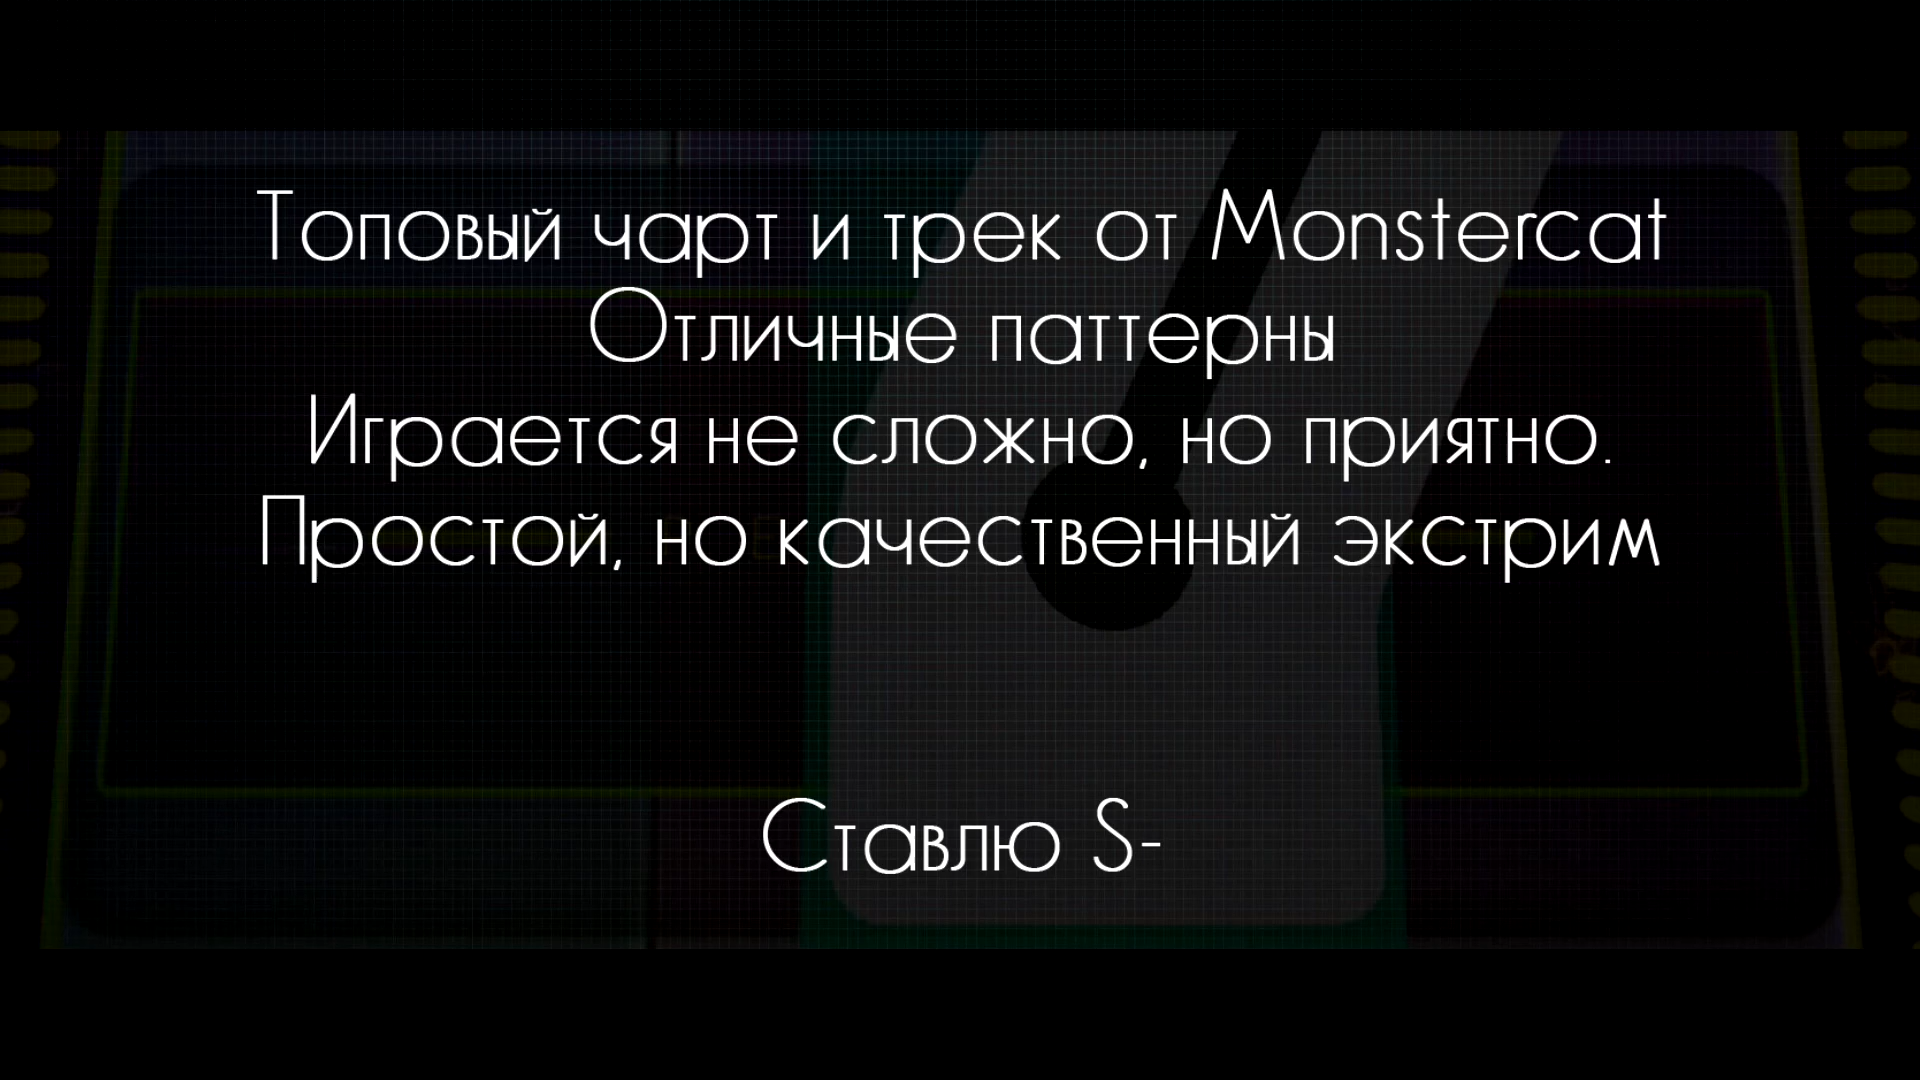 Топовый чарт и трек от Monstercat
Отличные паттерны
Играется не сложно, но приятно.
Простой, но качественный экстрим
Ставлю S-